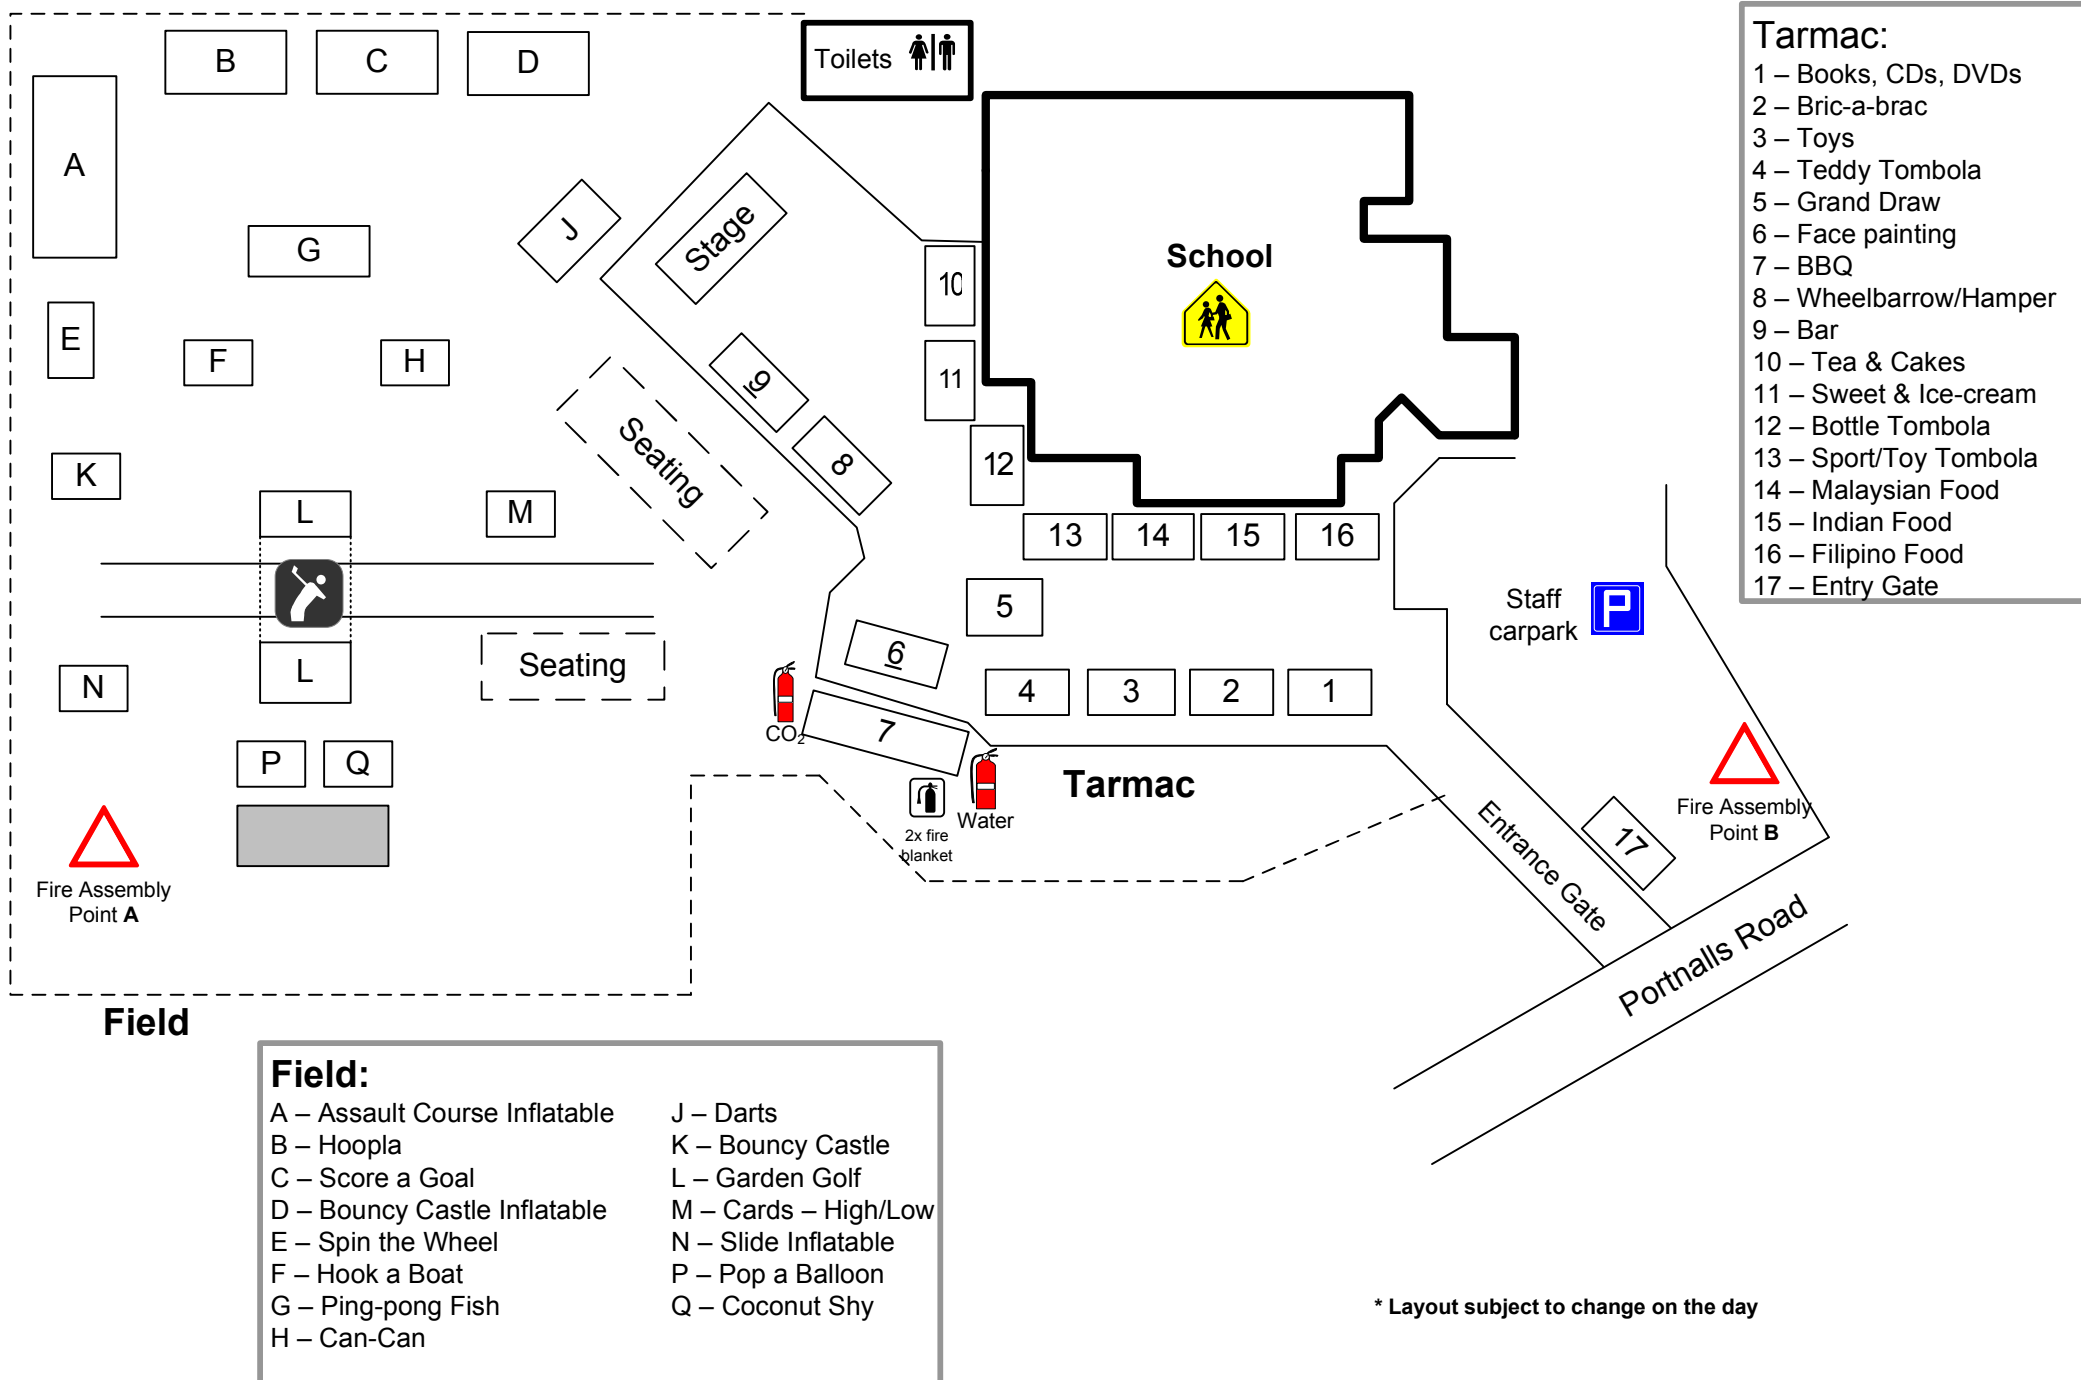 B
C
D
Toilets
A
J
Stage
G
10
School
E
F
H
9
11
Seating
8
K
12
L
M
13
14
15
16
5
Staff
carpark
P
6
Seating
N
L
4
3
2
1
7
CO2
P
Q
Tarmac
2x fire
blanket
Water
Entrance Gate
17
Fire Assembly
Point B
Fire Assembly
Point A
Portnalls Road
Field
Tarmac:
1 – Books, CDs, DVDs
2 – Bric-a-brac
3 – Toys
4 – Teddy Tombola
5 – Grand Draw
6 – Face painting
7 – BBQ
8 – Wheelbarrow/Hamper
9 – Bar
10 – Tea & Cakes
11 – Sweet & Ice-cream
12 – Bottle Tombola
13 – Sport/Toy Tombola
14 – Malaysian Food
15 – Indian Food
16 – Filipino Food
17 – Entry Gate
Field:
A – Assault Course Inflatable
B – Hoopla
C – Score a Goal
D – Bouncy Castle Inflatable
E – Spin the Wheel
F – Hook a Boat
G – Ping-pong Fish
H – Can-Can
J – Darts
K – Bouncy Castle
L – Garden Golf
M – Cards – High/Low
N – Slide Inflatable
P – Pop a Balloon
Q – Coconut Shy
* Layout subject to change on the day